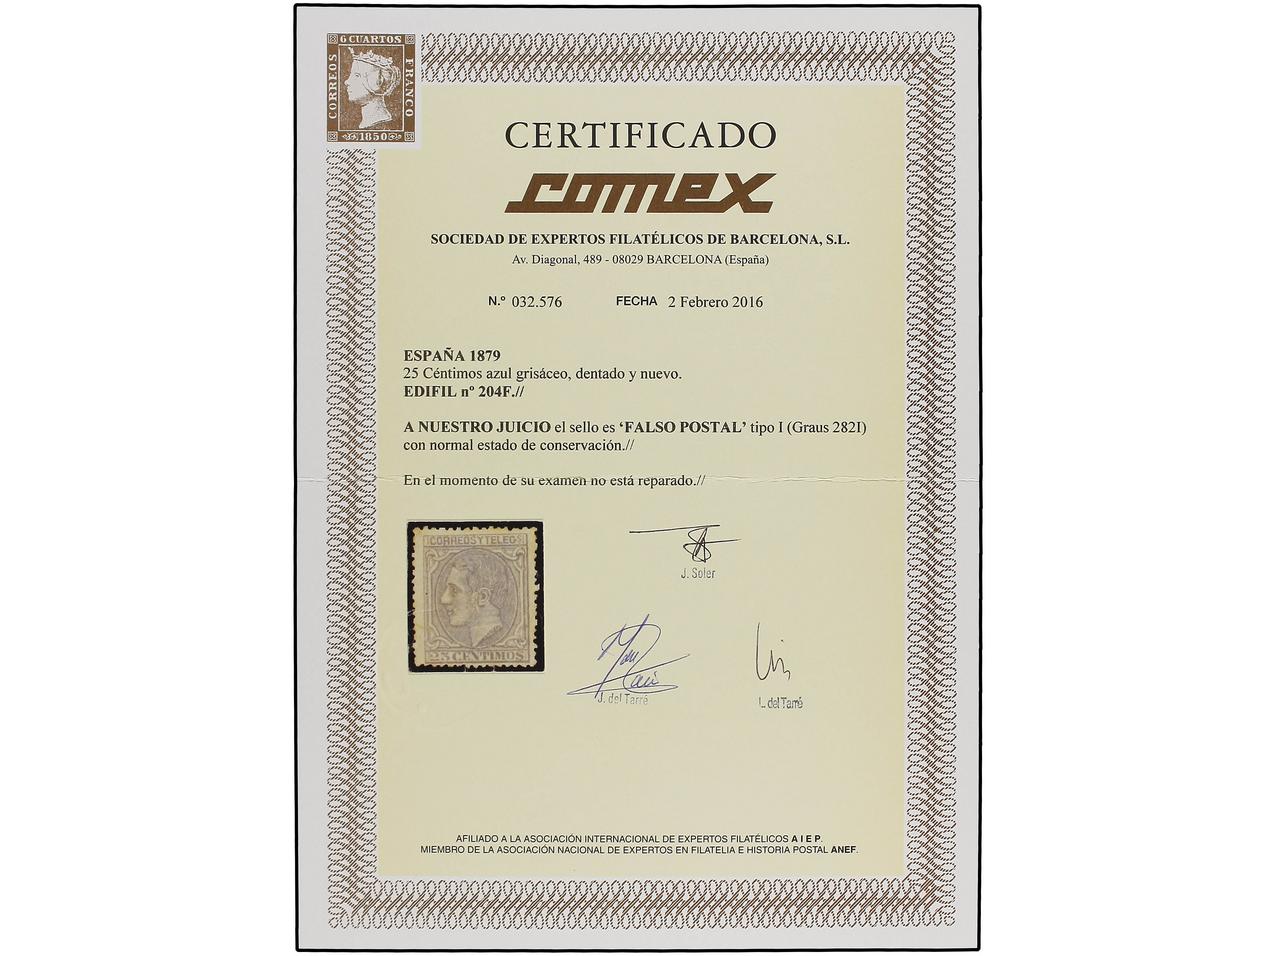 6 CUARTOS
CORREOS
FRANCO
1850
CERTIFICADO
comex
SOCIEDAD DE EXPERTOS FILATÉLICOS DE BARCELONA, S.L.
Av. Diagonal, 489 - 08029 BARCELONA (España)
N.º 032.576 FECHA 2 Febrero 2016
ESPAÑA 1879
25 Céntimos azul grisáceo, dentado y nuevo.
EDIFIL nº 204F.//
A NUESTRO JUICIO el sello es ‘FALSO POSTAL’ tipo I (Graus 282I)
con normal estado de conservación.//
En el momento de su examen no está reparado.//
CORREOS Y TELEGS
25 CENTIMOS
J. Soler
J. del Tarré
L. del Tarré
AFILIADO A LA ASOCIACIÓN INTERNACIONAL DE EXPERTOS FILATÉLICOS A I E P.
MIEMBRO DE LA ASOCIACIÓN NACIONAL DE EXPERTOS EN FILATELIA E HISTORIA POSTAL ANEF.